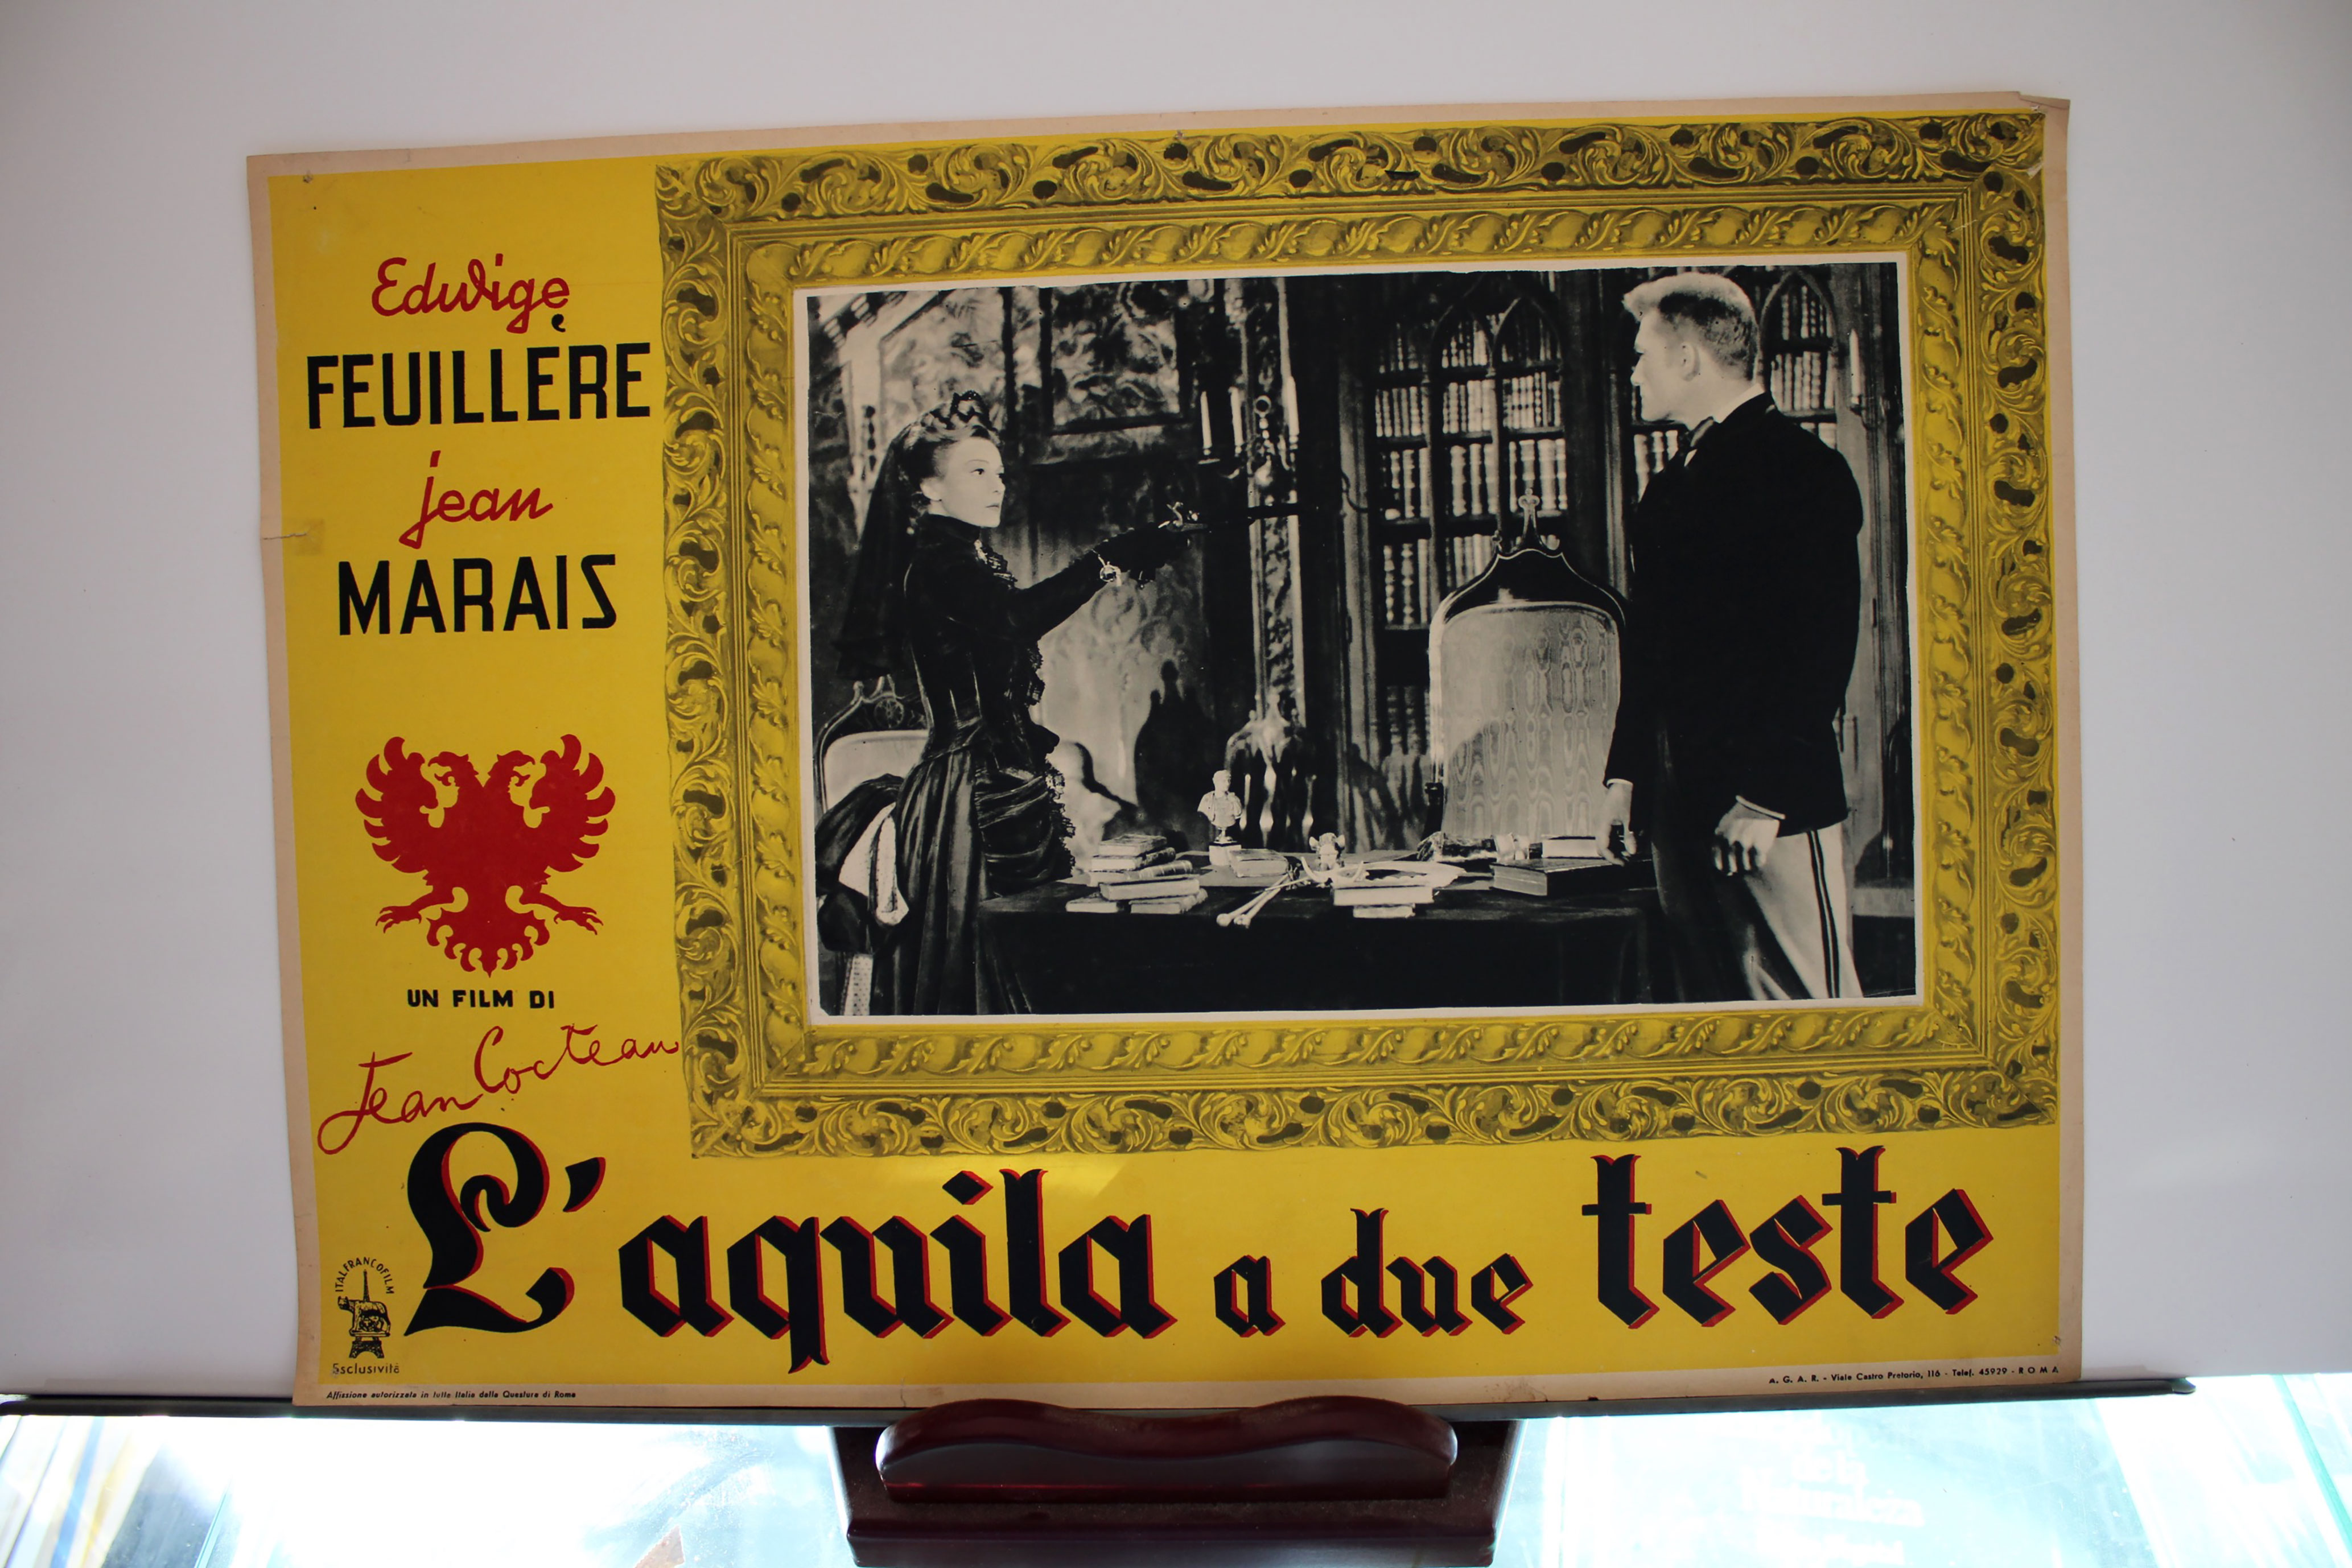 Edwige
FEUILLÈRE
jean
MARAIS
UN FILM DI
Jean Cocteau
L'aquila a due teste
ITALFRANCOFILM
Esclusività
Affissione autorizzata in tutta Italia dalla Questura di Roma
A. G. A. R. - Viale Castro Pretorio, 116 - Telef. 45929 - ROMA